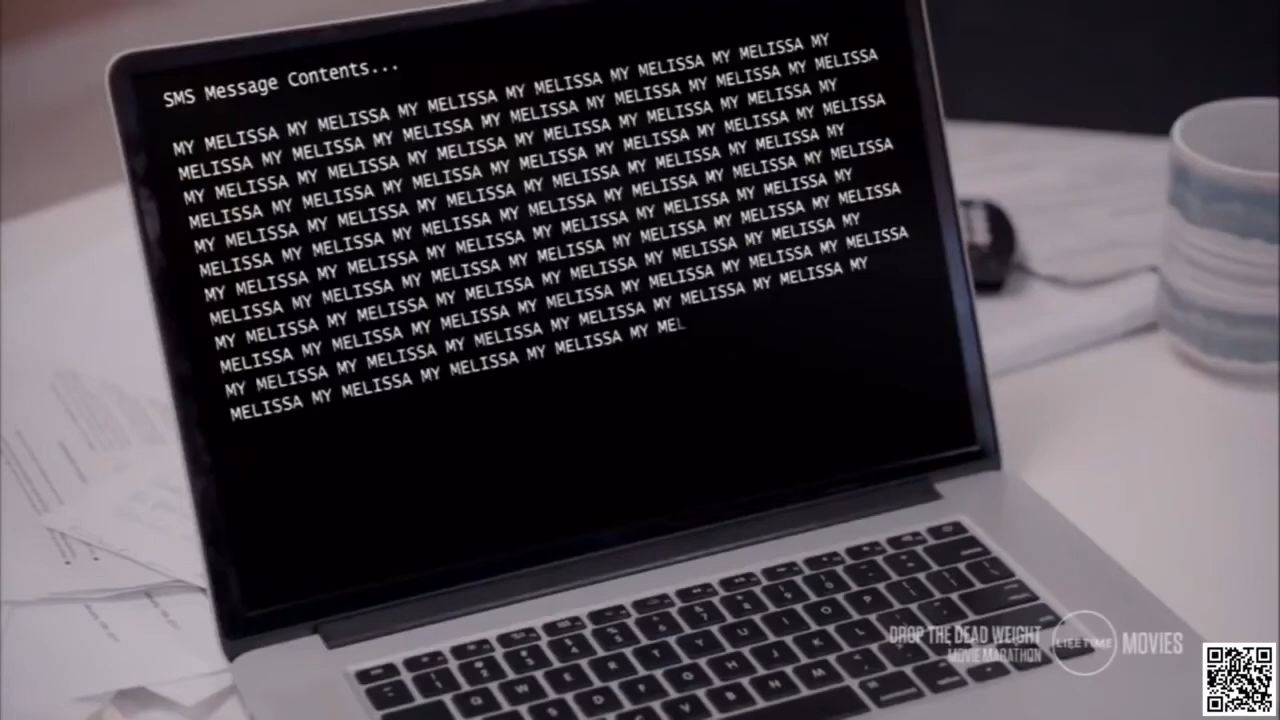 SMS Message Contents...
MY MELISSA MY MELISSA MY MELISSA MY MELISSA MY MELISSA MY MELISSA MY
MELISSA MY MELISSA MY MELISSA MY MELISSA MY MELISSA MY MELISSA MY MELISSA
MY MELISSA MY MELISSA MY MELISSA MY MELISSA MY MELISSA MY MELISSA MY
MELISSA MY MELISSA MY MELISSA MY MELISSA MY MELISSA MY MELISSA MY MELISSA
MY MELISSA MY MELISSA MY MELISSA MY MELISSA MY MELISSA MY MELISSA MY
MELISSA MY MELISSA MY MELISSA MY MELISSA MY MELISSA MY MELISSA MY MELISSA
MY MELISSA MY MELISSA MY MELISSA MY MELISSA MY MELISSA MY MELISSA MY
MELISSA MY MELISSA MY MELISSA MY MELISSA MY MELISSA MY MELISSA MY MELISSA
MY MELISSA MY MELISSA MY MELISSA MY MELISSA MY MELISSA MY MELISSA MY
MELISSA MY MELISSA MY MELISSA MY MELISSA MY MELISSA MY MELISSA MY MELISSA
MY MELISSA MY MELISSA MY MELISSA MY MELISSA MY MELISSA MY MELISSA MY
MELISSA MY MELISSA MY MELISSA MY MELISSA MY MEL
DROP THE DEAD WEIGHT
MOVIE MARATHON
LIFETIME MOVIES